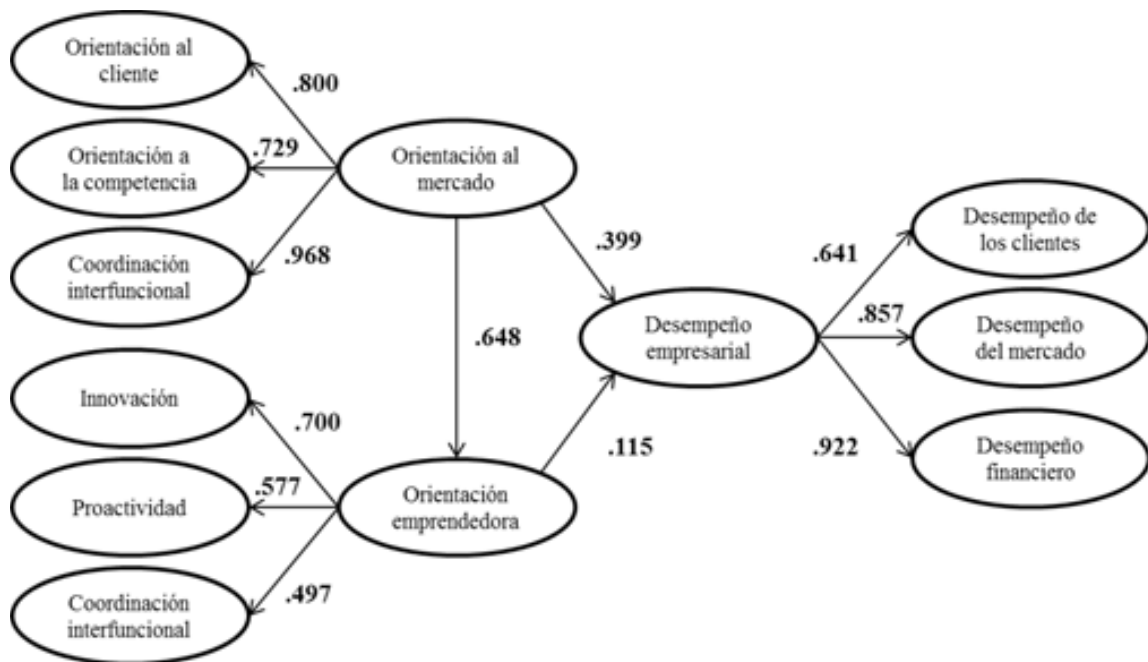 Orientación al
cliente
.800
Orientación a
la competencia
.729
Orientación al
mercado
Coordinación
interfuncional
.968
.399
.648
Desempeño
empresarial
.641
Desempeño de
los clientes
.857
Desempeño
del mercado
.922
Desempeño
financiero
Innovación
.700
.115
Proactividad
.577
Orientación
emprendedora
Coordinación
interfuncional
.497